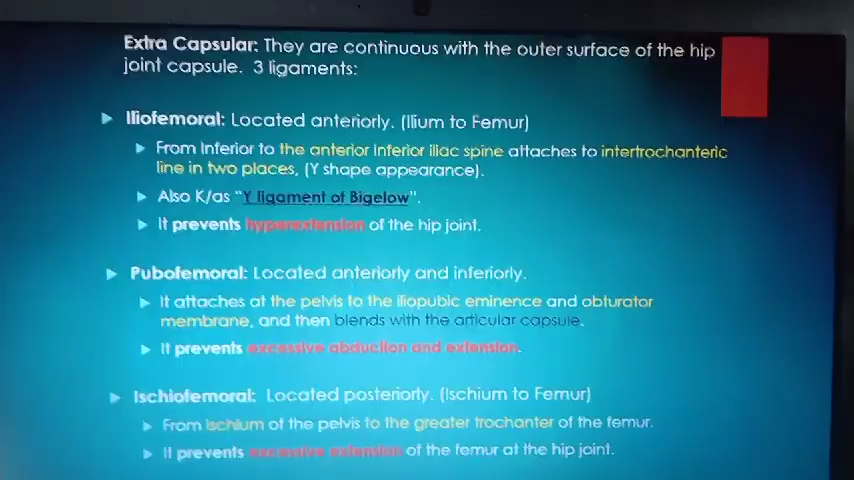 Extra Capsular: They are continuous with the outer surface of the hip
joint capsule. 3 ligaments:
Iliofemoral: Located anteriorly. (Ilium to Femur)
From Inferior to the anterior inferior iliac spine attaches to intertrochanteric
line in two places, (Y shape appearance).
Also K/as "Y ligament of Bigelow".
It prevents hyperextension of the hip joint.
Pubofemoral: Located anteriorly and inferiorly.
It attaches at the pelvis to the iliopubic eminence and obturator
membrane, and then blends with the articular capsule.
It prevents excessive abduction and extension.
Ischiofemoral: Located posteriorly. (Ischium to Femur)
From Ischium of the pelvis to the greater trochanter of the femur.
It prevents excessive extension of the femur at the hip joint.